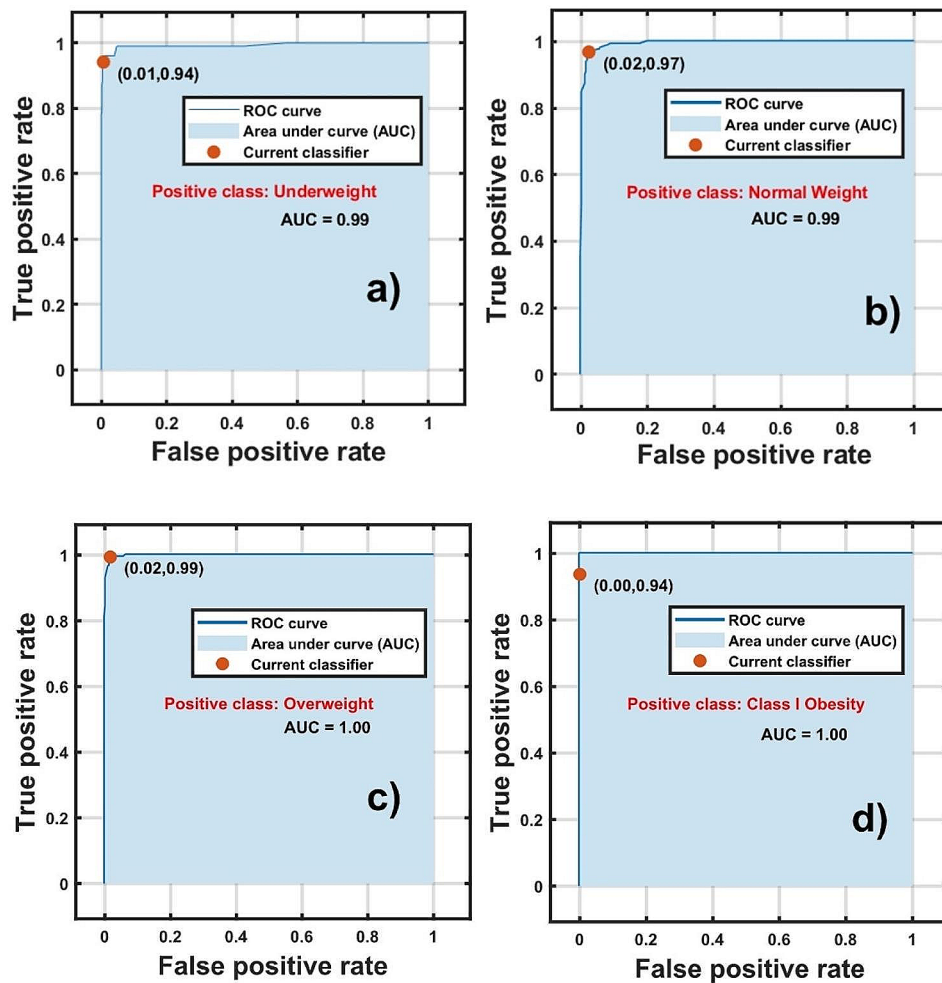 1
0.8
0.6
0.4
0.2
0
True positive rate
(0.01,0.94)
ROC curve
Area under curve (AUC)
Current classifier
Positive class: Underweight
AUC = 0.99
a)
0 0.2 0.4 0.6 0.8 1
False positive rate
1
0.8
0.6
0.4
0.2
0
True positive rate
(0.02,0.97)
ROC curve
Area under curve (AUC)
Current classifier
Positive class: Normal Weight
AUC = 0.99
b)
0 0.2 0.4 0.6 0.8 1
False positive rate
1
0.8
0.6
0.4
0.2
0
True positive rate
(0.02,0.99)
ROC curve
Area under curve (AUC)
Current classifier
Positive class: Overweight
AUC = 1.00
c)
0 0.2 0.4 0.6 0.8 1
False positive rate
1
0.8
0.6
0.4
0.2
0
True positive rate
(0.00,0.94)
ROC curve
Area under curve (AUC)
Current classifier
Positive class: Class I Obesity
AUC = 1.00
d)
0 0.2 0.4 0.6 0.8 1
False positive rate